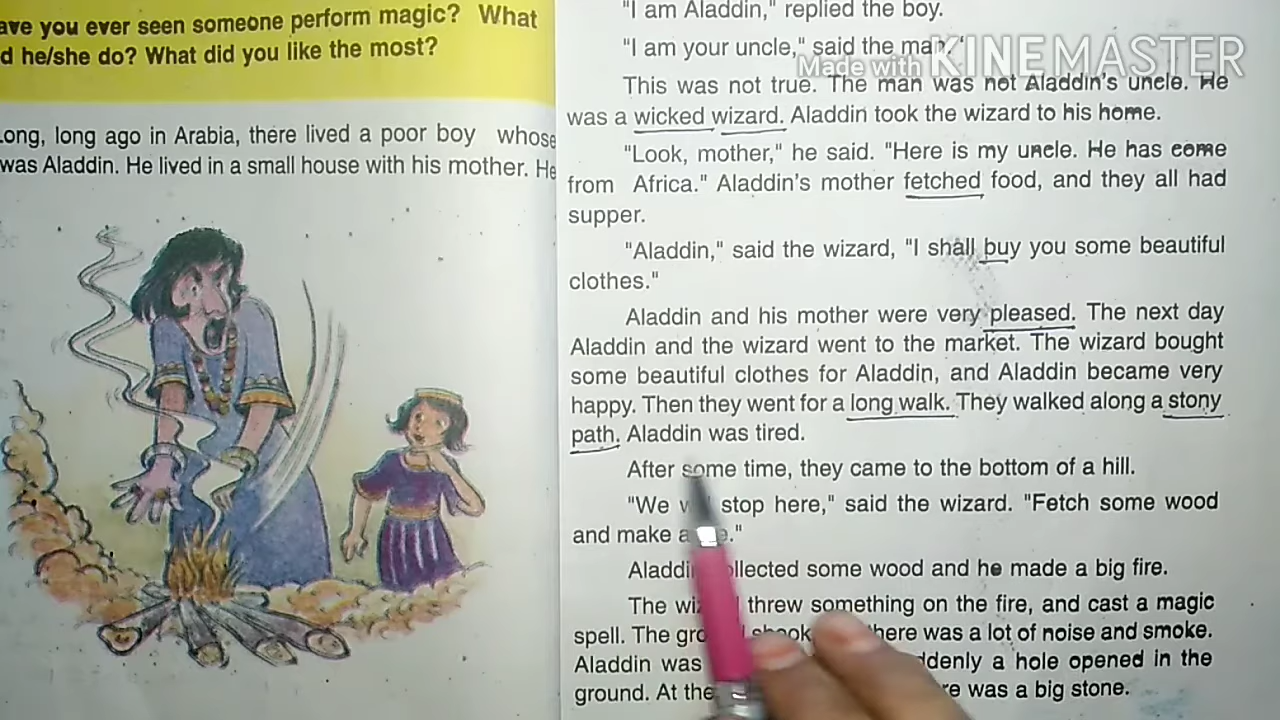 ave you ever seen someone perform magic? What
d he/she do? What did you like the most?
Long, long ago in Arabia, there lived a poor boy whose
was Aladdin. He lived in a small house with his mother. He
"I am Aladdin," replied the boy.
"I am your uncle," said the man.
Made with KINEMASTER
This was not true. The man was not Aladdin's uncle. He
was a wicked wizard. Aladdin took the wizard to his home.
"Look, mother," he said. "Here is my uncle. He has come
from Africa." Aladdin's mother fetched food, and they all had
supper.
"Aladdin," said the wizard, "I shall buy you some beautiful
clothes."
Aladdin and his mother were very pleased. The next day
Aladdin and the wizard went to the market. The wizard bought
some beautiful clothes for Aladdin, and Aladdin became very
happy. Then they went for a long walk. They walked along a stony
path. Aladdin was tired.
After some time, they came to the bottom of a hill.
"We stop here," said the wizard. "Fetch some wood
and make a ."
Aladdin collected some wood and he made a big fire.
The wizard threw something on the fire, and cast a magic
spell. The shook there was a lot of noise and smoke.
Aladdin was ddenly a hole opened in the
ground. At the re was a big stone.